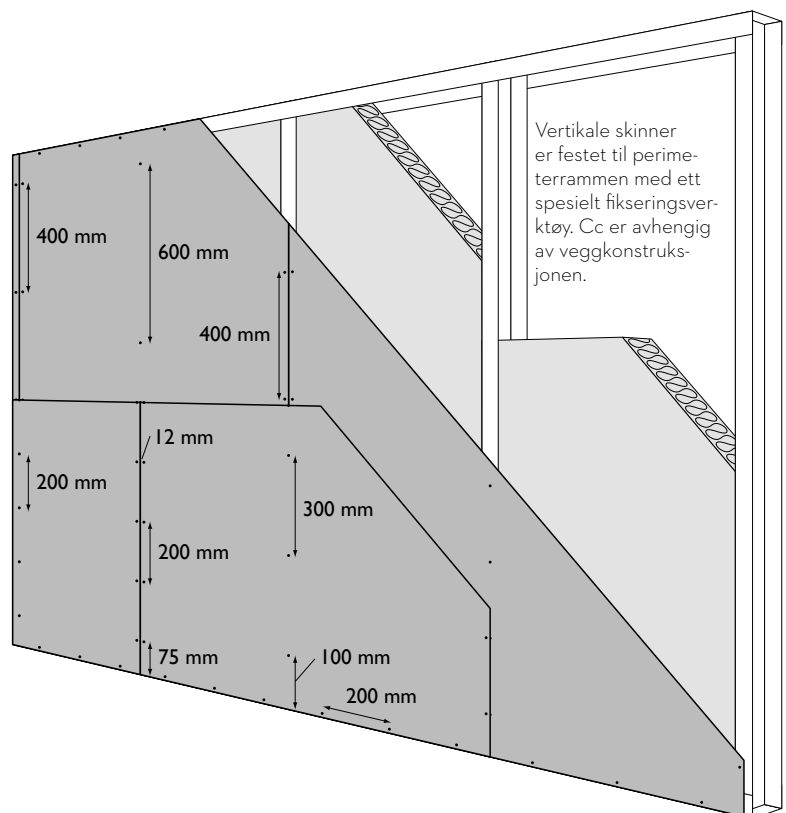 Vertikale skinner
er festet til perime-
terrammen med ett
spesielt fikseringsver-
ktøy. Cc er avhengig
av veggkonstruks-
jonen.
400 mm
600 mm
400 mm
12 mm
200 mm
300 mm
200 mm
75 mm
100 mm
200 mm